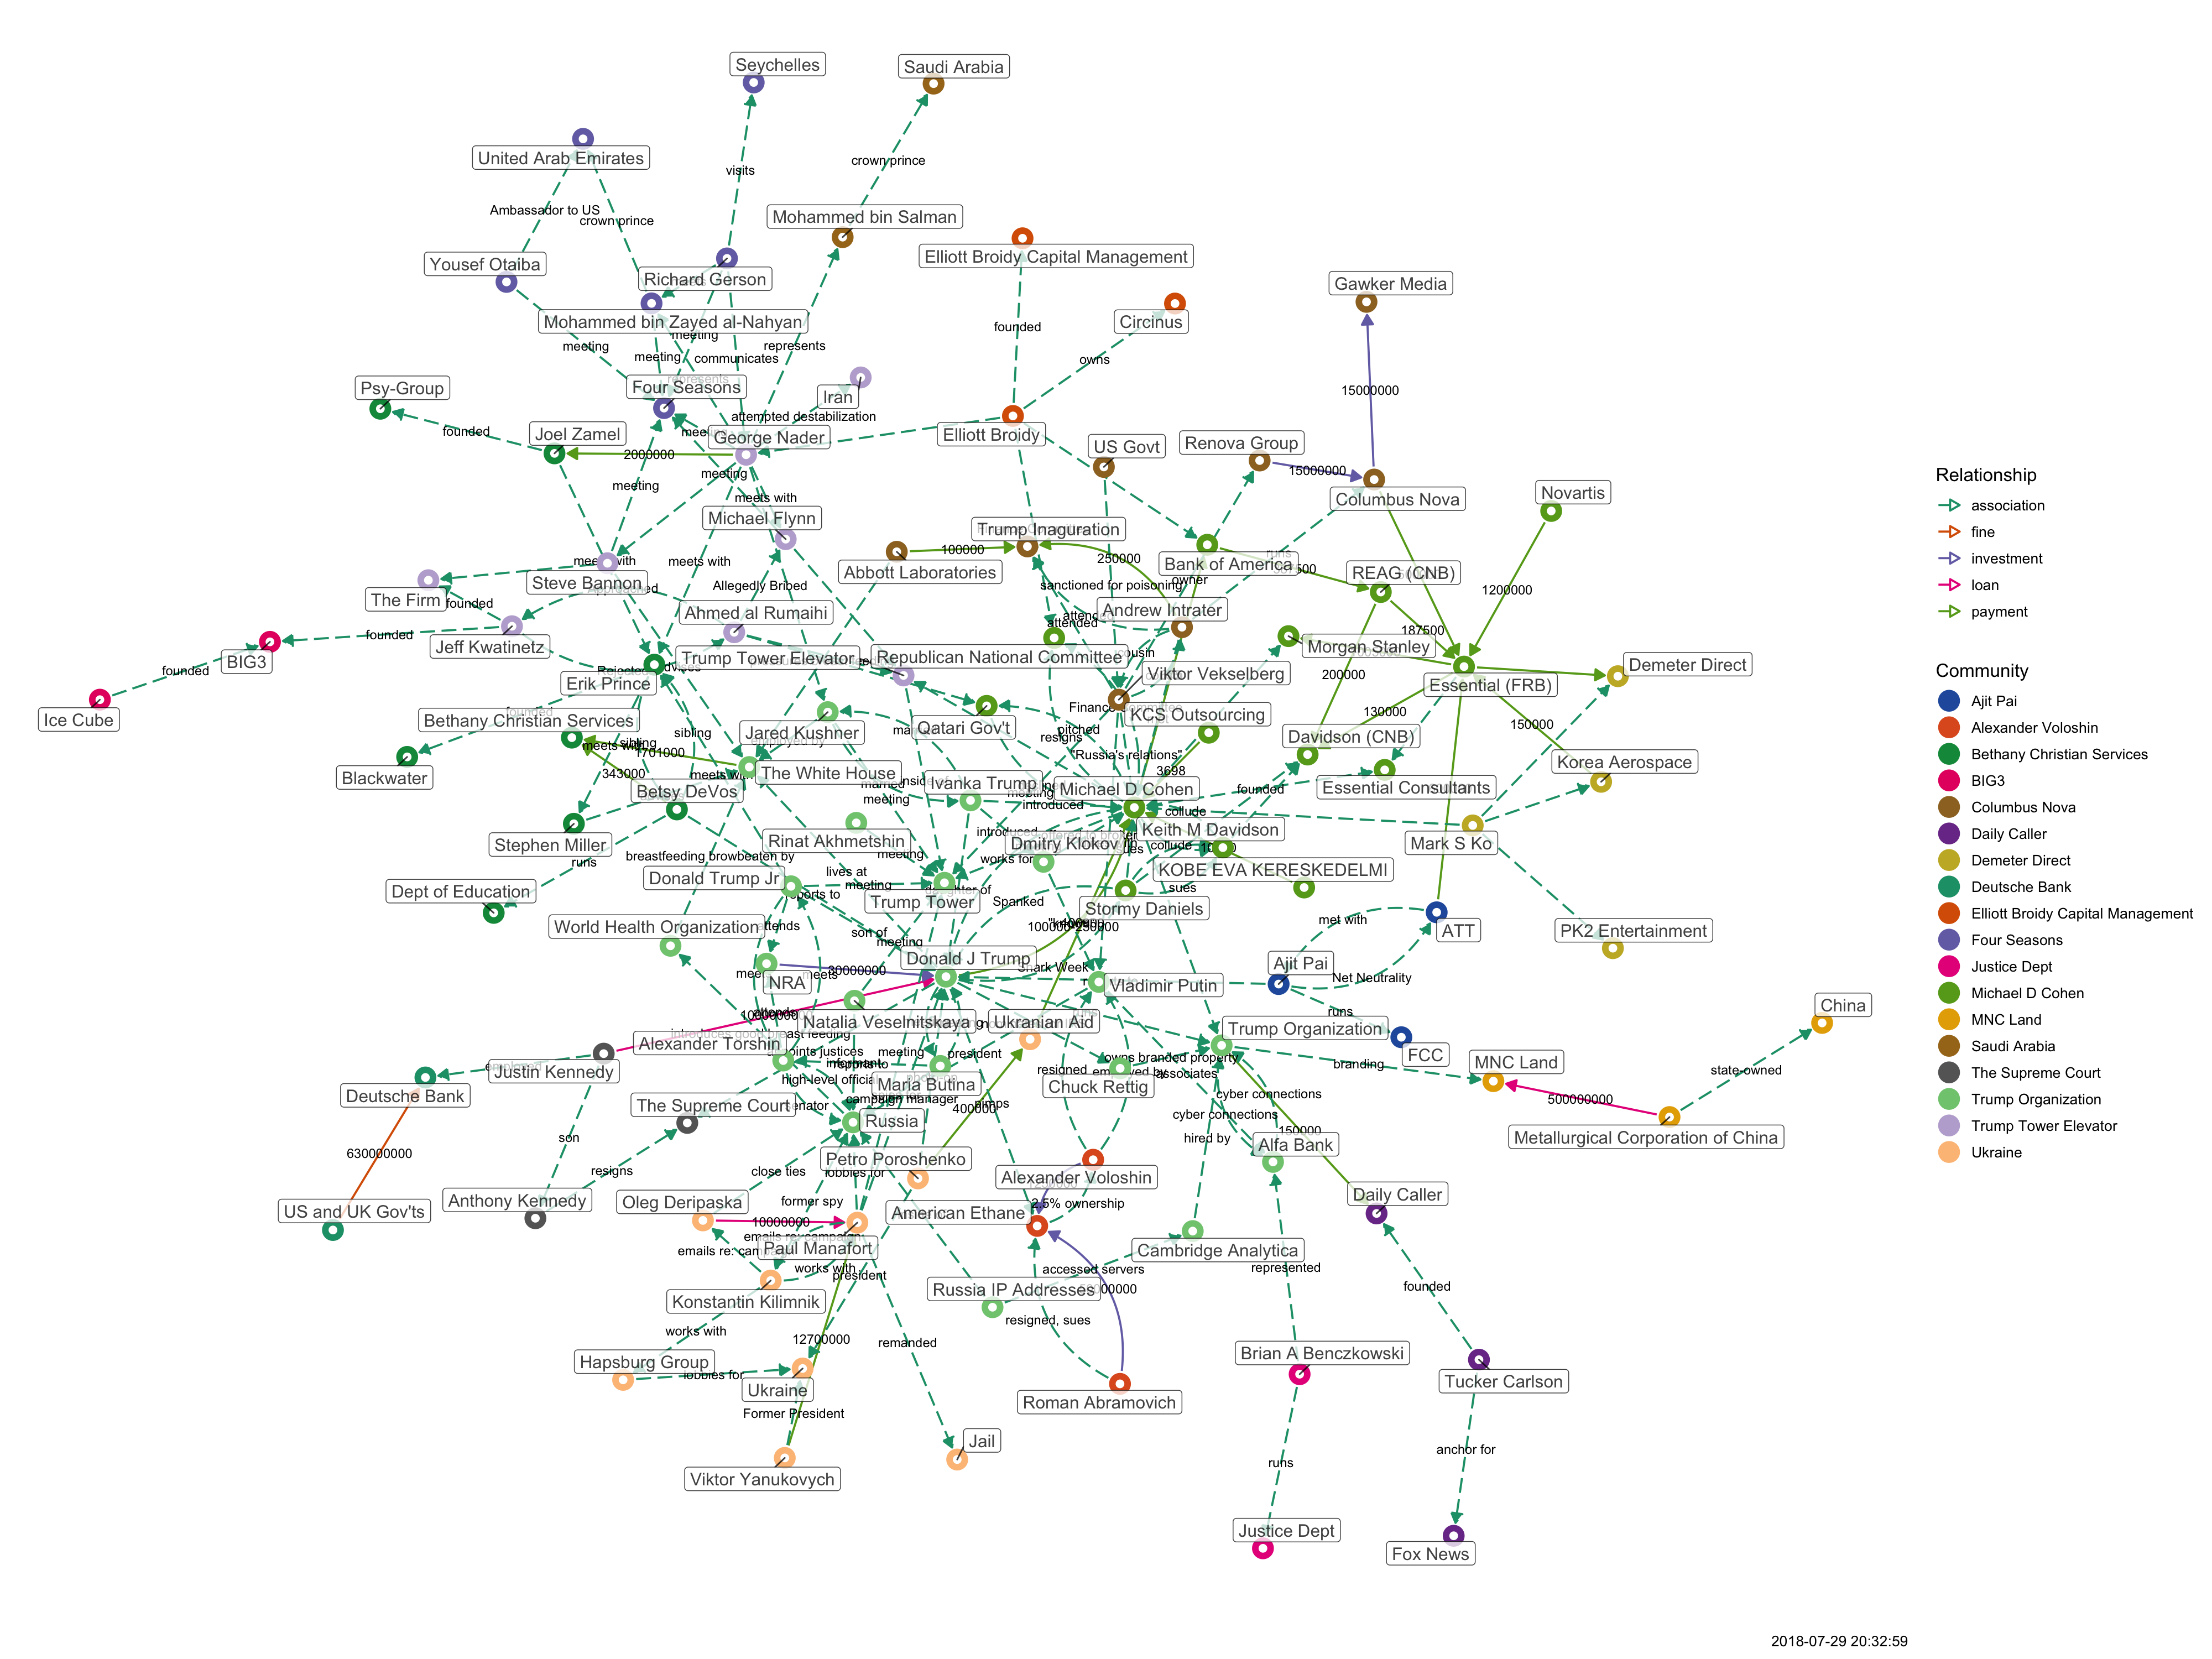 Seychelles
Saudi Arabia
United Arab Emirates
crown prince
visits
Ambassador to US
crown prince
Mohammed bin Salman
Yousef Otaiba
Richard Gerson
Elliott Broidy Capital Management
Gawker Media
Mohammed bin Zayed al-Nahyan
Circinus
founded
meeting
meeting
represents
meeting
communicates
owns
Psy-Group
Four Seasons
Iran
15000000
attempted destabilization
founded
Joel Zamel
George Nader
Elliott Broidy
US Govt
Renova Group
2000000
meeting
15000000
meeting
meets with
Columbus Nova
Novartis
Michael Flynn
Trump Inaguration
100000
250000
Abbott Laboratories
Bank of America
meets with
Steve Bannon
REAG (CNB)
The Firm
founded
Allegedly Bribed
sanctioned for poisoning
owner
1200000
Ahmed al Rumaihi
Andrew Intrater
attended
187500
founded
BIG3
Jeff Kwatinetz
Trump Tower Elevator
Republican National Committee
Morgan Stanley
Demeter Direct
founded
Erik Prince
Viktor Vekselberg
200000
Essential (FRB)
Ice Cube
Bethany Christian Services
KCS Outsourcing
130000
150000
Qatari Gov't
Jared Kushner
sibling
pitched
resigns
Davidson (CNB)
sibling
1701000
"Russia's relations"
Korea Aerospace
Blackwater
343000
The White House
3698
Betsy DeVos
Ivanka Trump
Michael D Cohen
founded
Essential Consultants
meeting
introduced
collude
Stephen Miller
Rinat Akhmetshin
Dmitry Klokov
Keith M Davidson
Mark S Ko
runs
breastfeeding browbeaten by
meeting
works for
collude
sues
lives at
KOBE EVA KERESKEDELMI
Donald Trump Jr
meeting
Dept of Education
reports to
Trump Tower
Spanked
sues
Stormy Daniels
met with
World Health Organization
son of
meeting
ATT
PK2 Entertainment
Donald J Trump
Shark Week
Ajit Pai
30000000
NRA
Vladimir Putin
Net Neutrality
China
Natalia Veselnitskaya
Ukranian Aid
runs
Trump Organization
Alexander Torshin
FCC
meeting
president
owns branded property
MNC Land
Justin Kennedy
resigned
branding
state-owned
Deutsche Bank
high-level official
Maria Butina
Chuck Rettig
associates
cyber connections
500000000
The Supreme Court
campaign manager
400000
cyber connections
Russia
150000
Metallurgical Corporation of China
son
hired by
Alfa Bank
630000000
Petro Poroshenko
resigns
close ties
lobbies for
Alexander Voloshin
Daily Caller
Anthony Kennedy
Oleg Deripaska
former spy
2.5% ownership
US and UK Gov'ts
10000000
American Ethane
Paul Manafort
Cambridge Analytica
works with
president
accessed servers
represented
Konstantin Kilimnik
Russia IP Addresses
founded
works with
12700000
remanded
resigned, sues
Hapsburg Group
Brian A Benczkowski
lobbies for
Ukraine
Roman Abramovich
Tucker Carlson
Former President
Jail
anchor for
Viktor Yanukovych
runs
Justice Dept
Fox News
Relationship
association
fine
investment
loan
payment
Community
Ajit Pai
Alexander Voloshin
Bethany Christian Services
BIG3
Columbus Nova
Daily Caller
Demeter Direct
Deutsche Bank
Elliott Broidy Capital Management
Four Seasons
Justice Dept
Michael D Cohen
MNC Land
Saudi Arabia
The Supreme Court
Trump Organization
Trump Tower Elevator
Ukraine
2018-07-29 20:32:59